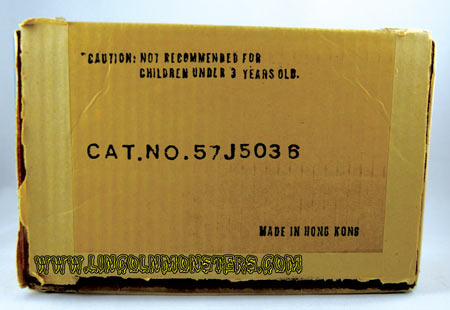 *CAUTION: NOT RECOMMENDED FOR
CHILDREN UNDER 3 YEARS OLD.
CAT.NO.57J5036
MADE IN HONG KONG
WWW.LINCOLNMONSTERS.COM